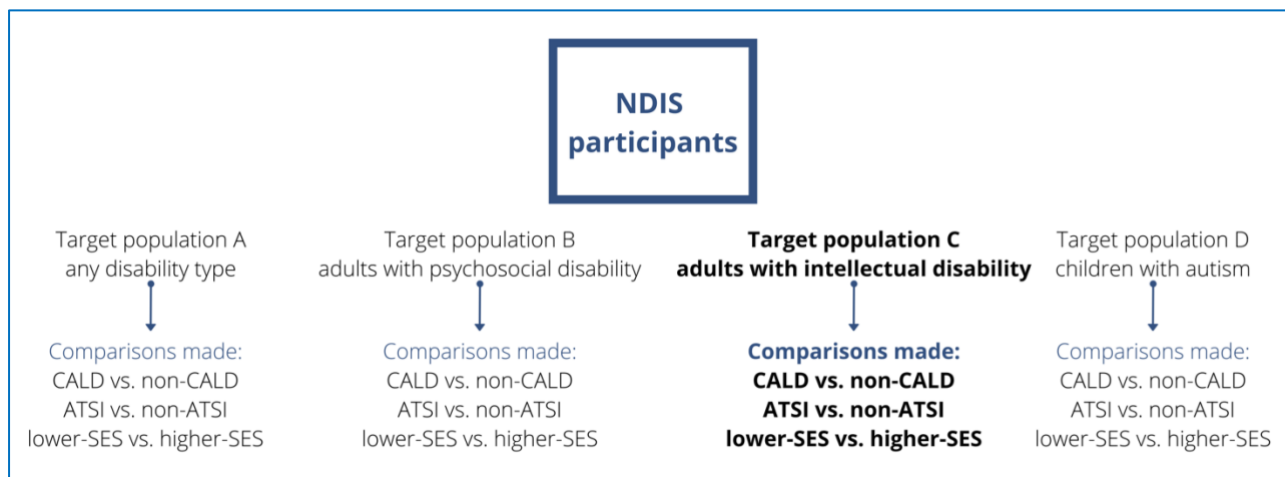 NDIS
participants
Target population A
any disability type
Comparisons made:
CALD vs. non-CALD
ATSI vs. non-ATSI
lower-SES vs. higher-SES
Target population B
adults with psychosocial disability
Comparisons made:
CALD vs. non-CALD
ATSI vs. non-ATSI
lower-SES vs. higher-SES
Target population C
adults with intellectual disability
Comparisons made:
CALD vs. non-CALD
ATSI vs. non-ATSI
lower-SES vs. higher-SES
Target population D
children with autism
Comparisons made:
CALD vs. non-CALD
ATSI vs. non-ATSI
lower-SES vs. higher-SES